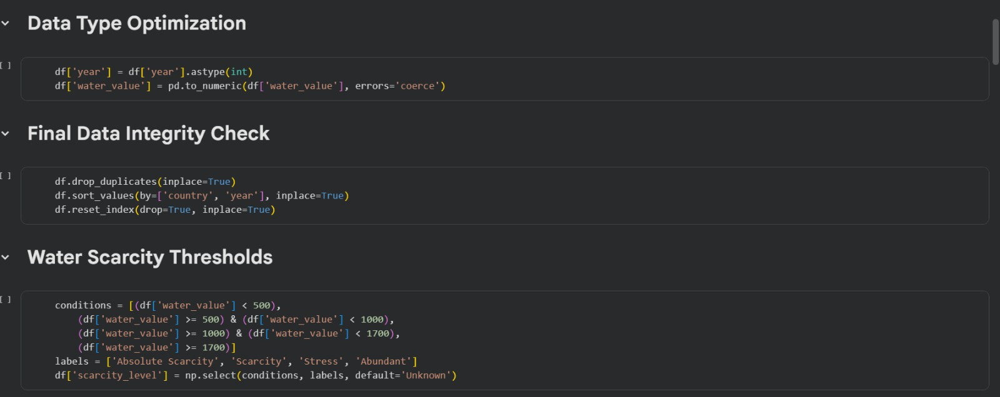 Data Type Optimization
[ ]
df['year'] = df['year'].astype(int)
df['water_value'] = pd.to_numeric(df['water_value'], errors='coerce')
Final Data Integrity Check
[ ]
df.drop_duplicates(inplace=True)
df.sort_values(by=['country', 'year'], inplace=True)
df.reset_index(drop=True, inplace=True)
Water Scarcity Thresholds
[ ]
conditions = [(df['water_value'] < 500),
    (df['water_value'] >= 500) & (df['water_value'] < 1000),
    (df['water_value'] >= 1000) & (df['water_value'] < 1700),
    (df['water_value'] >= 1700)]
labels = ['Absolute Scarcity', 'Scarcity', 'Stress', 'Abundant']
df['scarcity_level'] = np.select(conditions, labels, default='Unknown')